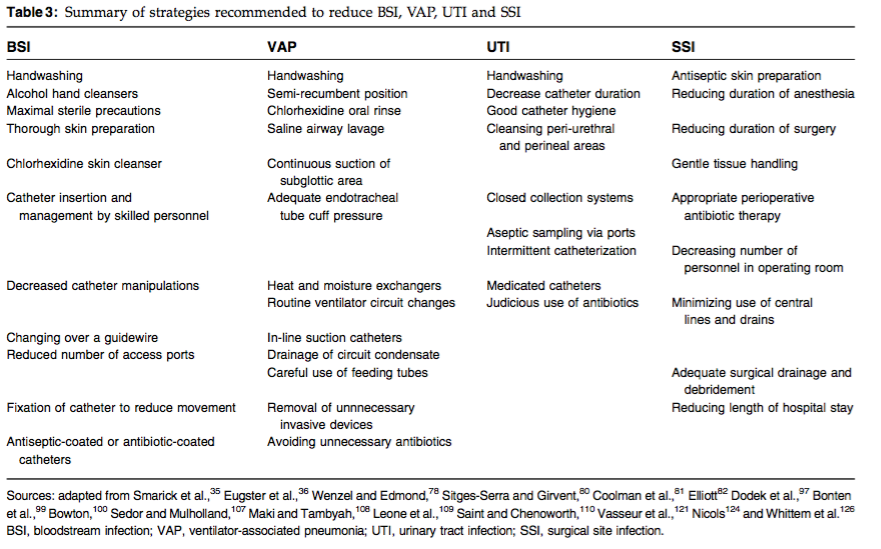 Table 3: Summary of strategies recommended to reduce BSI, VAP, UTI and SSI
BSI VAP UTI SSI
Handwashing Handwashing Handwashing Antiseptic skin preparation
Alcohol hand cleansers Semi-recumbent position Decrease catheter duration Reducing duration of anesthesia
Maximal sterile precautions Chlorhexidine oral rinse Good catheter hygiene
Thorough skin preparation Saline airway lavage Cleansing peri-urethral Reducing duration of surgery
and perineal areas
Chlorhexidine skin cleanser Continuous suction of Gentle tissue handling
subglottic area
Catheter insertion and Adequate endotracheal Closed collection systems Appropriate perioperative
management by skilled personnel tube cuff pressure antibiotic therapy
Aseptic sampling via ports
Intermittent catheterization Decreasing number of
personnel in operating room
Decreased catheter manipulations Heat and moisture exchangers Medicated catheters
Routine ventilator circuit changes Judicious use of antibiotics Minimizing use of central
lines and drains
Changing over a guidewire In-line suction catheters
Reduced number of access ports Drainage of circuit condensate
Careful use of feeding tubes Adequate surgical drainage and
debridement
Fixation of catheter to reduce movement Removal of unnnecessary Reducing length of hospital stay
invasive devices
Antiseptic-coated or antibiotic-coated Avoiding unnecessary antibiotics
catheters
Sources: adapted from Smarick et al.,35 Eugster et al.,36 Wenzel and Edmond,78 Sitges-Serra and Girvent,80 Coolman et al.,81 Elliott82 Dodek et al.,97 Bonten
et al.,99 Bowton,100 Sedor and Mulholland,107 Maki and Tambyah,108 Leone et al.,109 Saint and Chenoworth,110 Vasseur et al.,121 Nicols124 and Whittem et al.126
BSI, bloodstream infection; VAP, ventilator-associated pneumonia; UTI, urinary tract infection; SSI, surgical site infection.